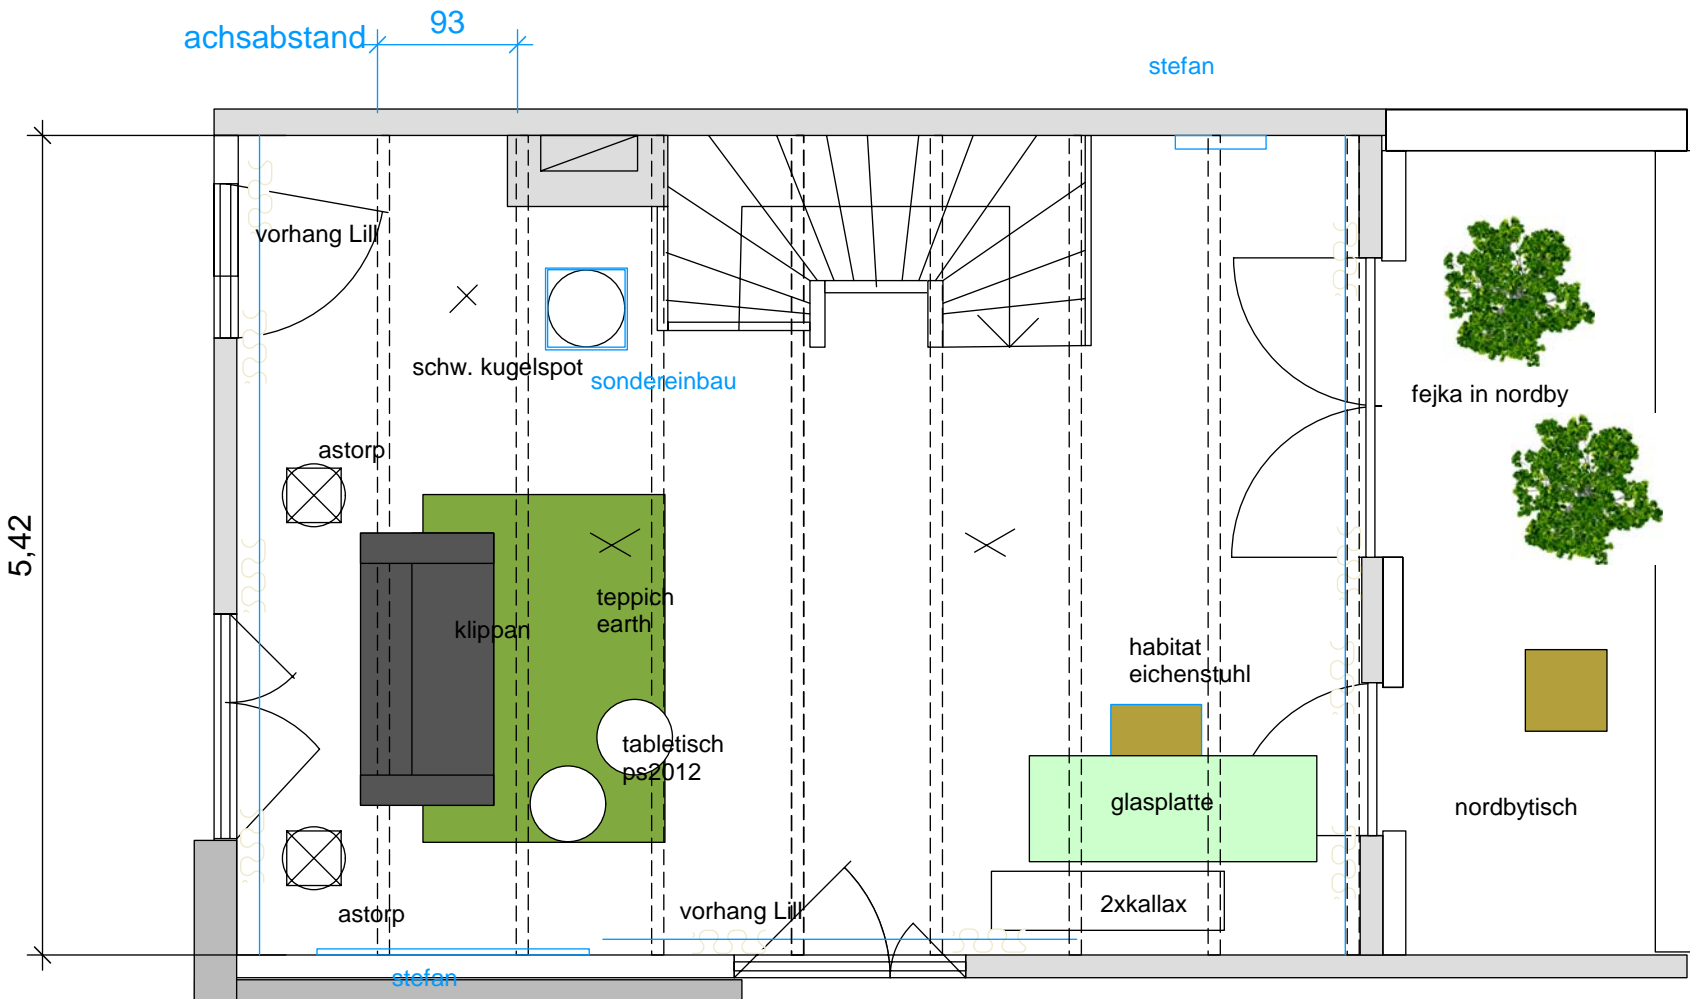 93
achsabstand
stefan
vorhang Lill
schw. kugelspot
sondereinbau
fejka in nordby
astorp
5,42
teppich
earth
klippan
habitat
eichenstuhl
tabletisch
ps2012
glasplatte
nordbytisch
2xkallax
astorp
vorhang Lill
stefan